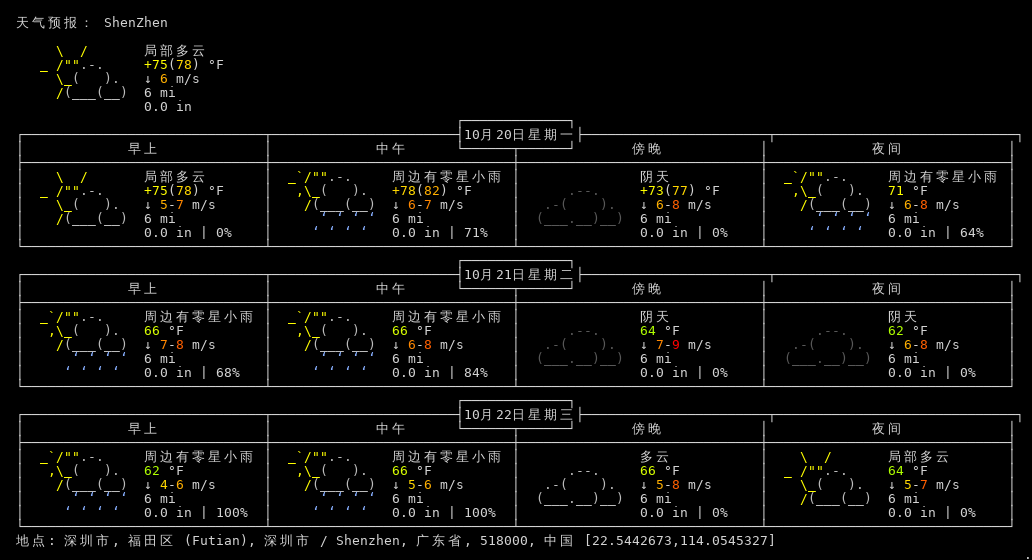 天气预报： ShenZhen
局部多云
+75(78) °F
↓ 6 m/s
6 mi
0.0 in
10月20日星期一
早上 中午 傍晚 夜间
局部多云 周边有零星小雨 阴天 周边有零星小雨
+75(78) °F +78(82) °F +73(77) °F 71 °F
↓ 5-7 m/s ↓ 6-7 m/s ↓ 6-8 m/s ↓ 6-8 m/s
6 mi 6 mi 6 mi 6 mi
0.0 in | 0% 0.0 in | 71% 0.0 in | 0% 0.0 in | 64%
10月21日星期二
早上 中午 傍晚 夜间
周边有零星小雨 周边有零星小雨 阴天 阴天
66 °F 66 °F 64 °F 62 °F
↓ 7-8 m/s ↓ 6-8 m/s ↓ 7-9 m/s ↓ 6-8 m/s
6 mi 6 mi 6 mi 6 mi
0.0 in | 68% 0.0 in | 84% 0.0 in | 0% 0.0 in | 0%
10月22日星期三
早上 中午 傍晚 夜间
周边有零星小雨 周边有零星小雨 多云 局部多云
62 °F 66 °F 66 °F 64 °F
↓ 4-6 m/s ↓ 5-6 m/s ↓ 5-8 m/s ↓ 5-7 m/s
6 mi 6 mi 6 mi 6 mi
0.0 in | 100% 0.0 in | 100% 0.0 in | 0% 0.0 in | 0%
地点: 深圳市, 福田区 (Futian), 深圳市 / Shenzhen, 广东省, 518000, 中国 [22.5442673,114.0545327]